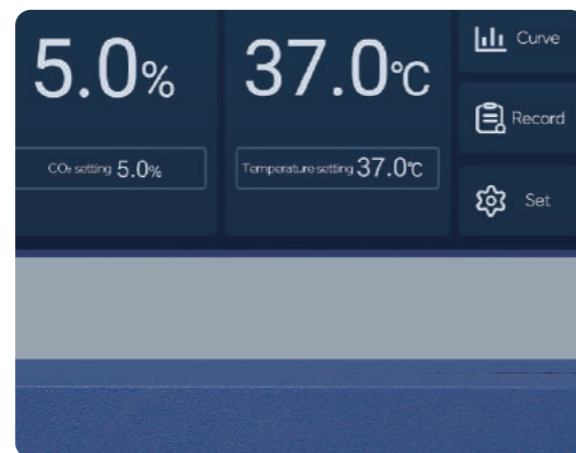 5.0%
37.0℃
CO₂ setting 5.0%
Temperature setting 37.0℃
Curve
Record
Set